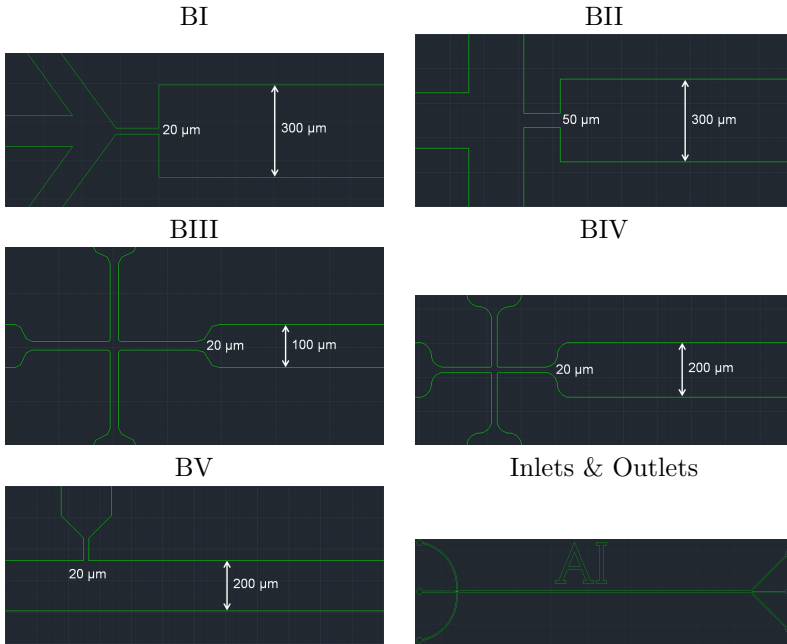 BI
BII
20 µm
300 µm
50 µm
300 µm
BIII
BIV
20 µm
100 µm
20 µm
200 µm
BV
Inlets & Outlets
20 µm
200 µm
AI